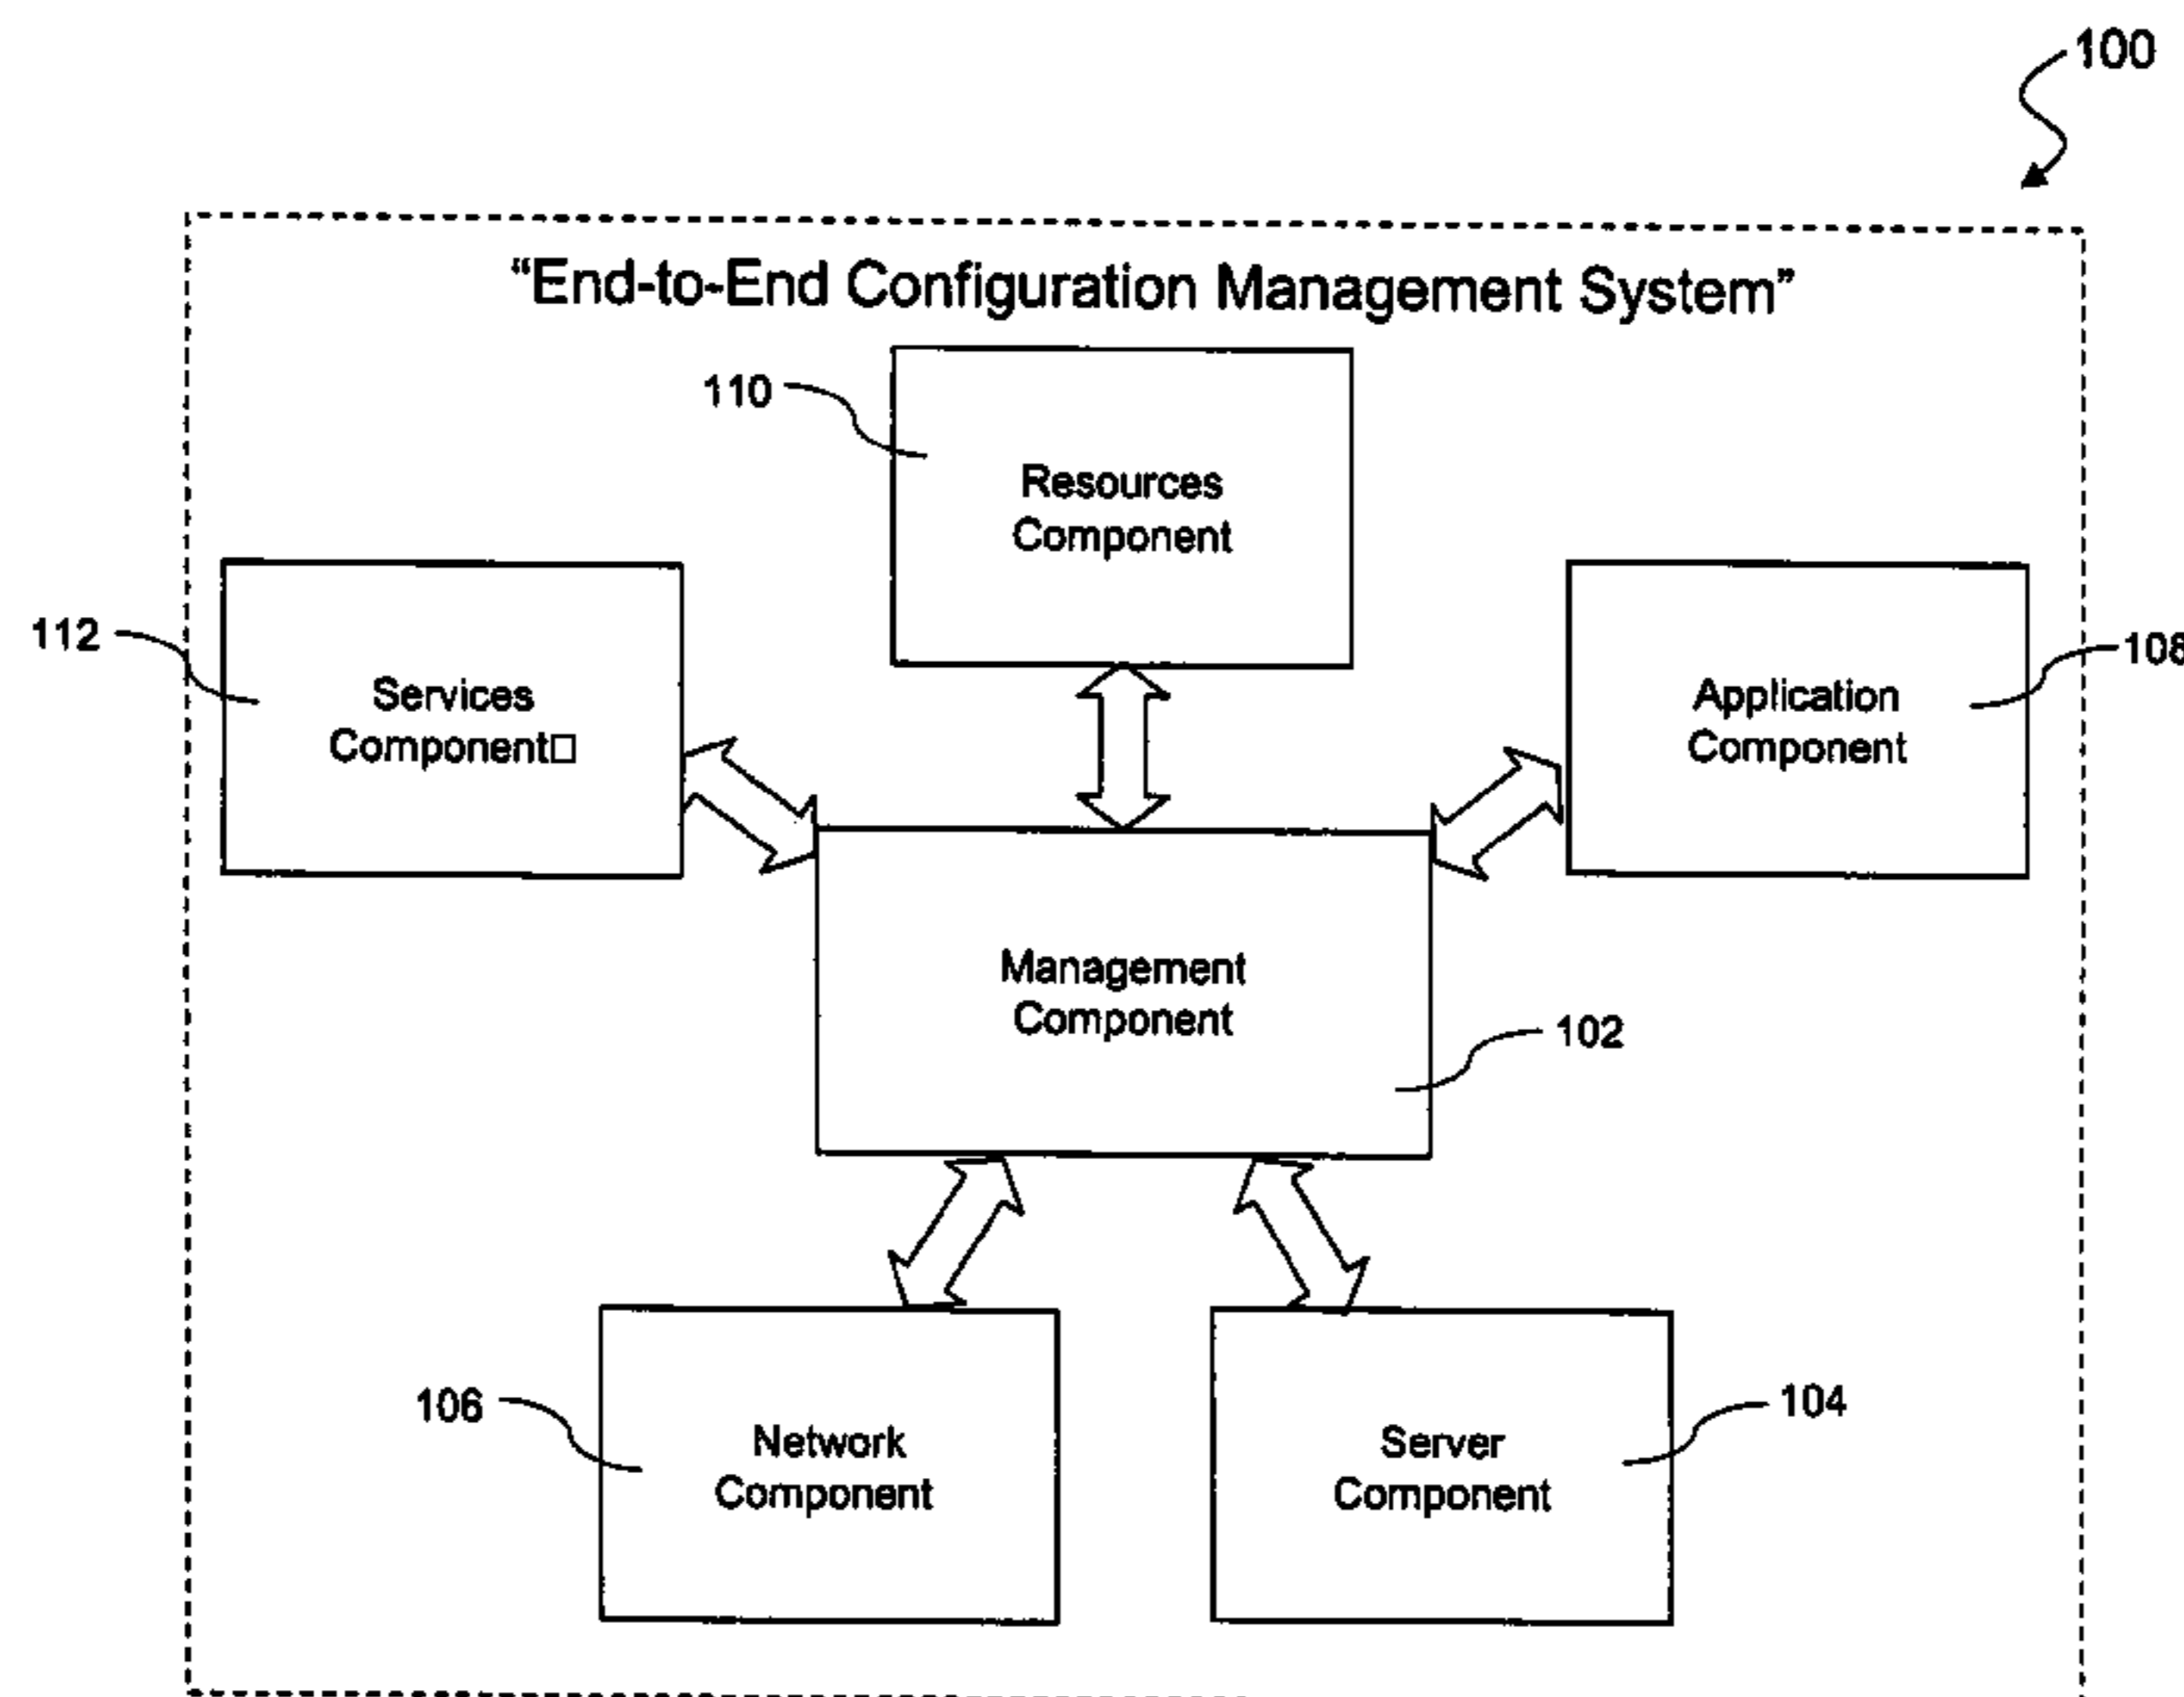 100
“End-to-End Configuration Management System”
110
Resources
Component
112
Services
Component□
108
Application
Component
Management
Component
102
106
Network
Component
104
Server
Component